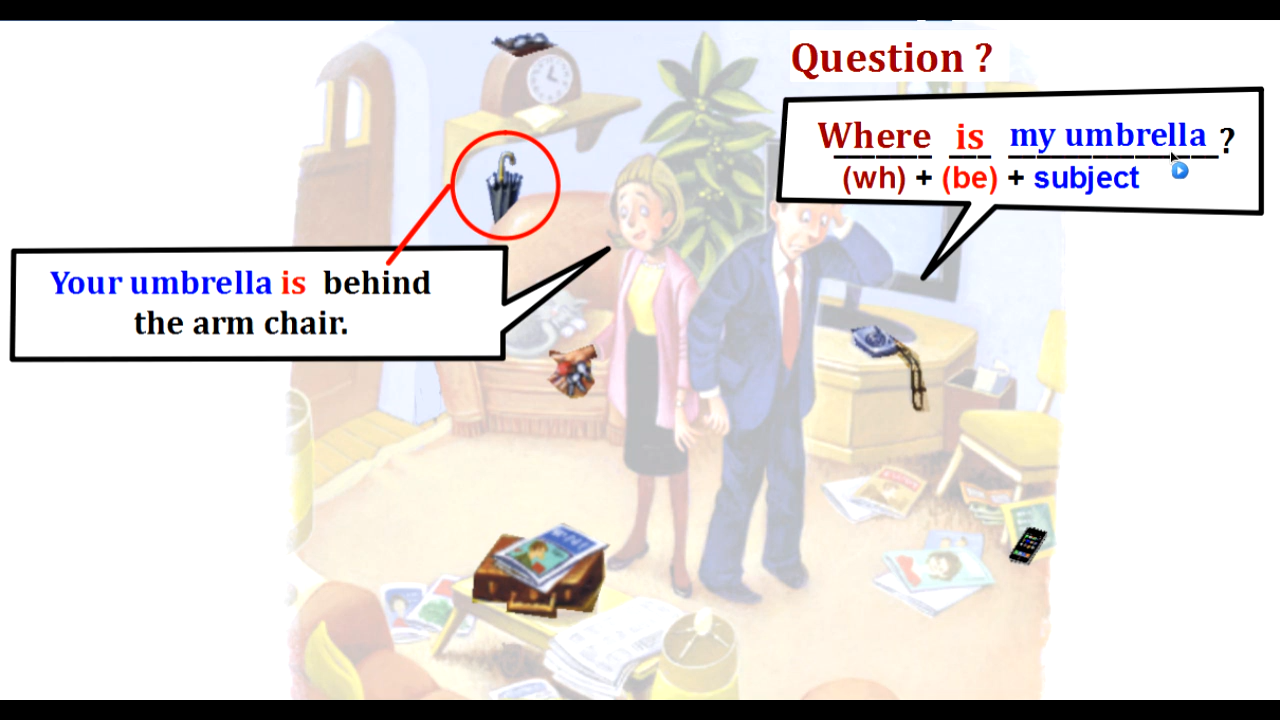 Question ?
Where is my umbrella ?
(wh) + (be) + subject
Your umbrella is behind
the arm chair.